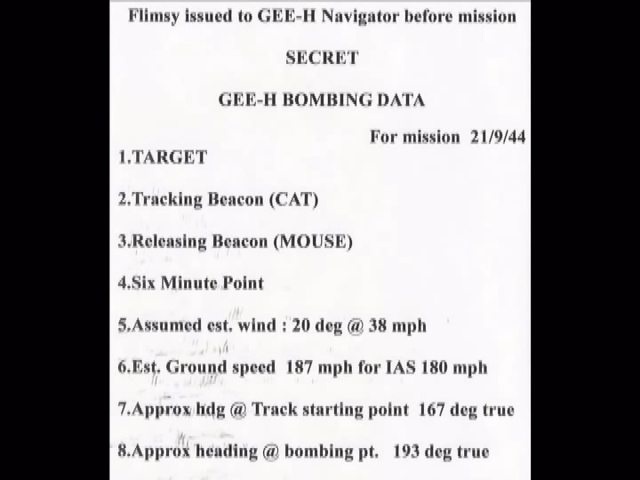 Flimsy issued to GEE-H Navigator before mission
SECRET
GEE-H BOMBING DATA
For mission 21/9/44
1.TARGET
2.Tracking Beacon (CAT)
3.Releasing Beacon (MOUSE)
4.Six Minute Point
5.Assumed est. wind : 20 deg @ 38 mph
6.Est. Ground speed 187 mph for IAS 180 mph
7.Approx hdg @ Track starting point 167 deg true
8.Approx heading @ bombing pt. 193 deg true